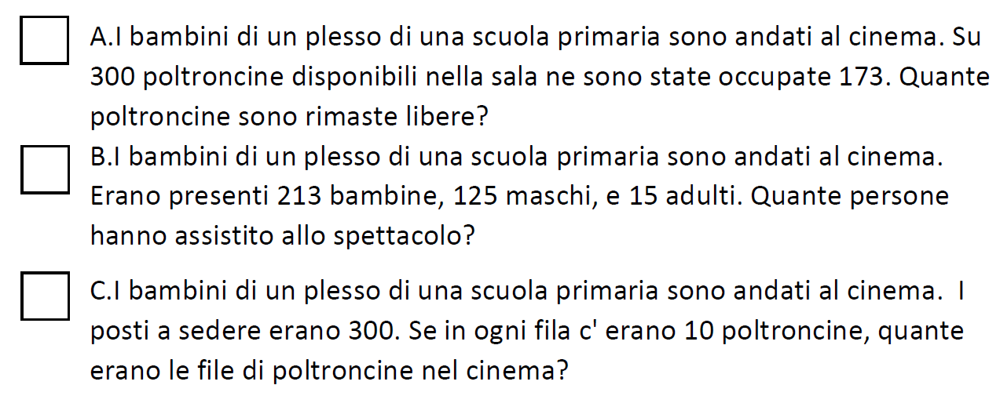 A.I bambini di un plesso di una scuola primaria sono andati al cinema. Su
300 poltroncine disponibili nella sala ne sono state occupate 173. Quante
poltroncine sono rimaste libere?
B.I bambini di un plesso di una scuola primaria sono andati al cinema.
Erano presenti 213 bambine, 125 maschi, e 15 adulti. Quante persone
hanno assistito allo spettacolo?
C.I bambini di un plesso di una scuola primaria sono andati al cinema.  I
posti a sedere erano 300. Se in ogni fila c' erano 10 poltroncine, quante
erano le file di poltroncine nel cinema?